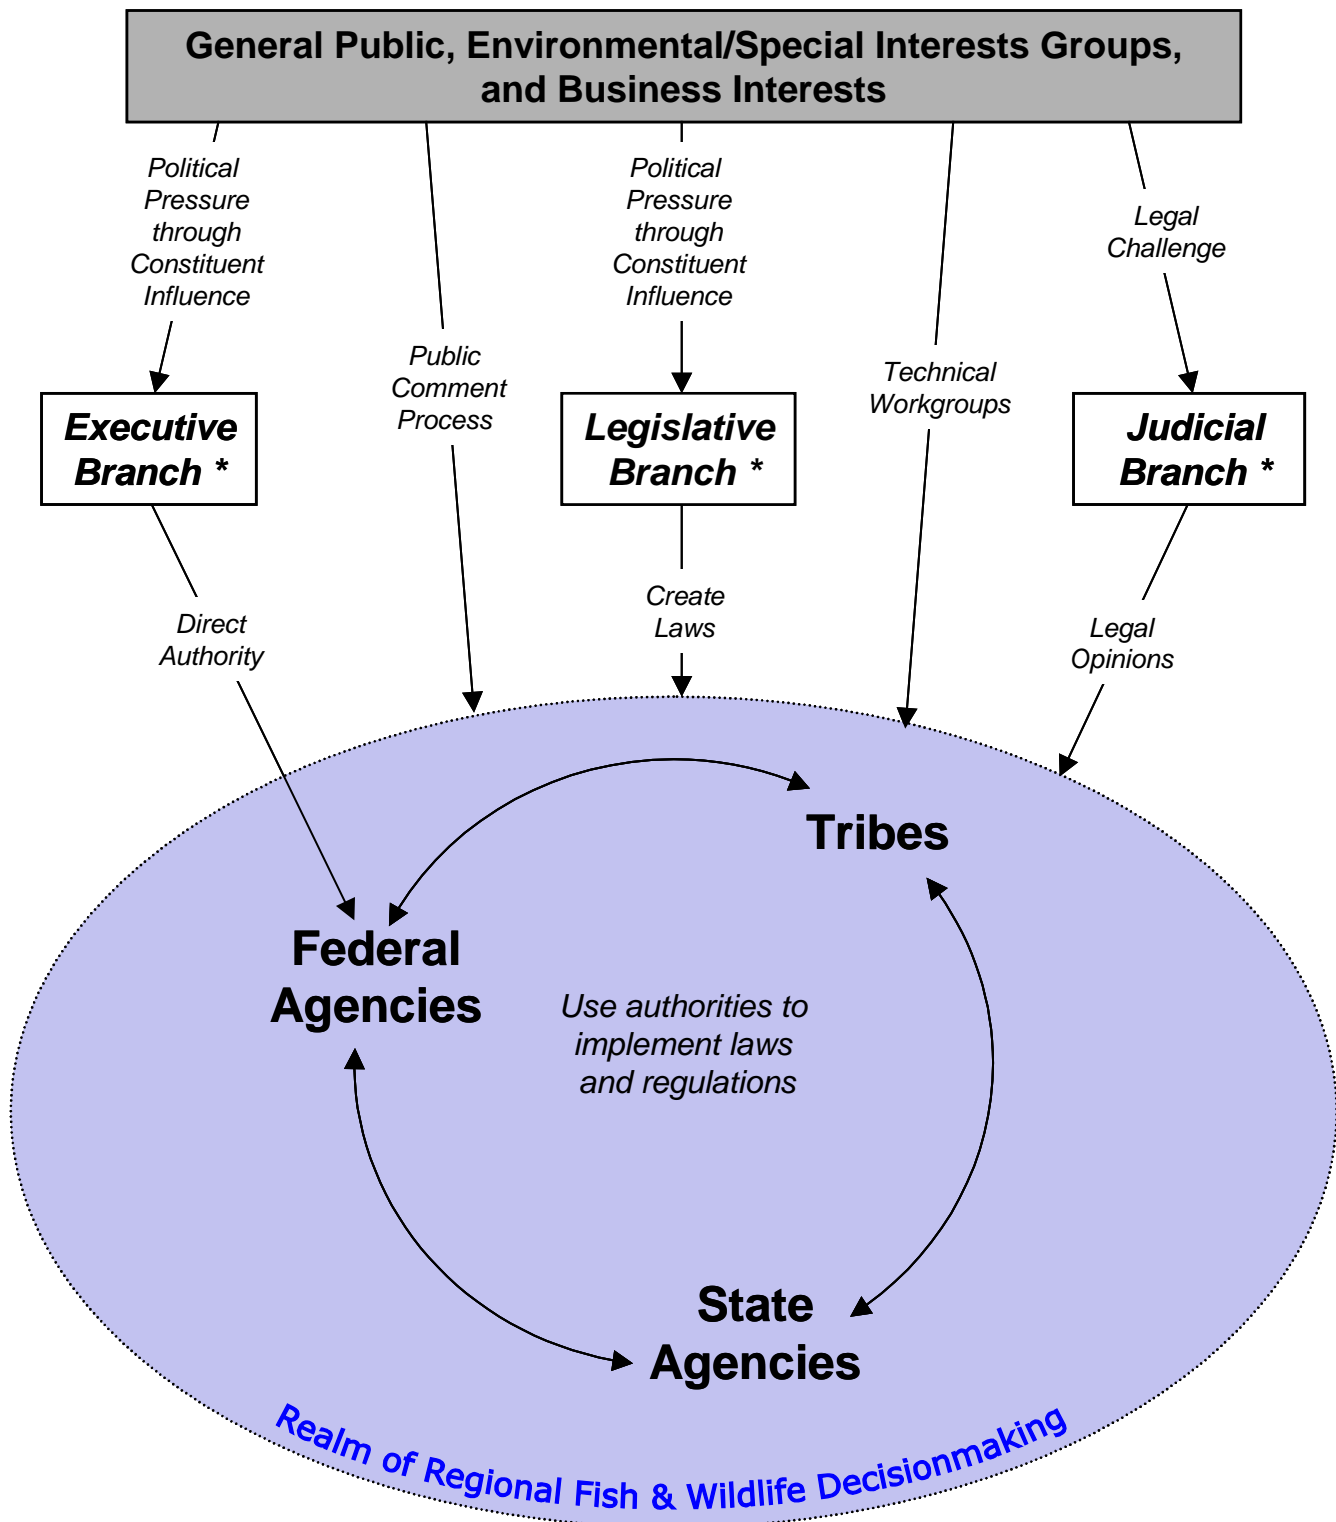 General Public, Environmental/Special Interests Groups,
and Business Interests
Political
Pressure
through
Constituent
Influence
Political
Pressure
through
Constituent
Influence
Legal
Challenge
Public
Comment
Process
Technical
Workgroups
Executive
Branch *
Legislative
Branch *
Judicial
Branch *
Direct
Authority
Create
Laws
Legal
Opinions
Tribes
Federal
Agencies
Use authorities to
implement laws
and regulations
State
Agencies
Realm of Regional Fish & Wildlife Decisionmaking